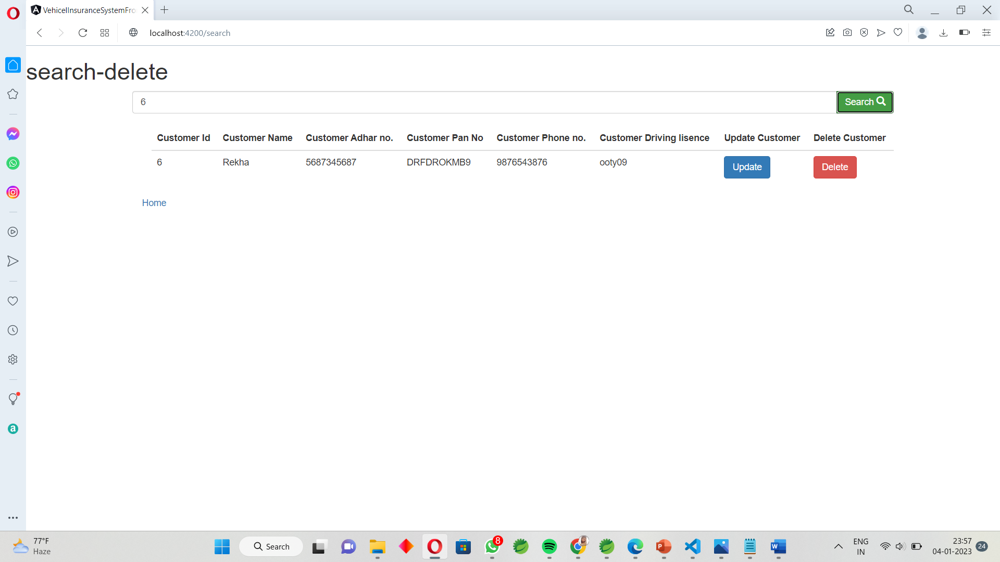 VehicelInsuranceSystemFro
localhost:4200/search
search-delete
6
Search
Customer Id Customer Name Customer Adhar no. Customer Pan No Customer Phone no. Customer Driving lisence Update Customer Delete Customer
6 Rekha 5687345687 DRFDROKMB9 9876543876 ooty09 Update Delete
Home
77°F
Haze
Search
8
ENG
IN
23:57
04-01-2023
24